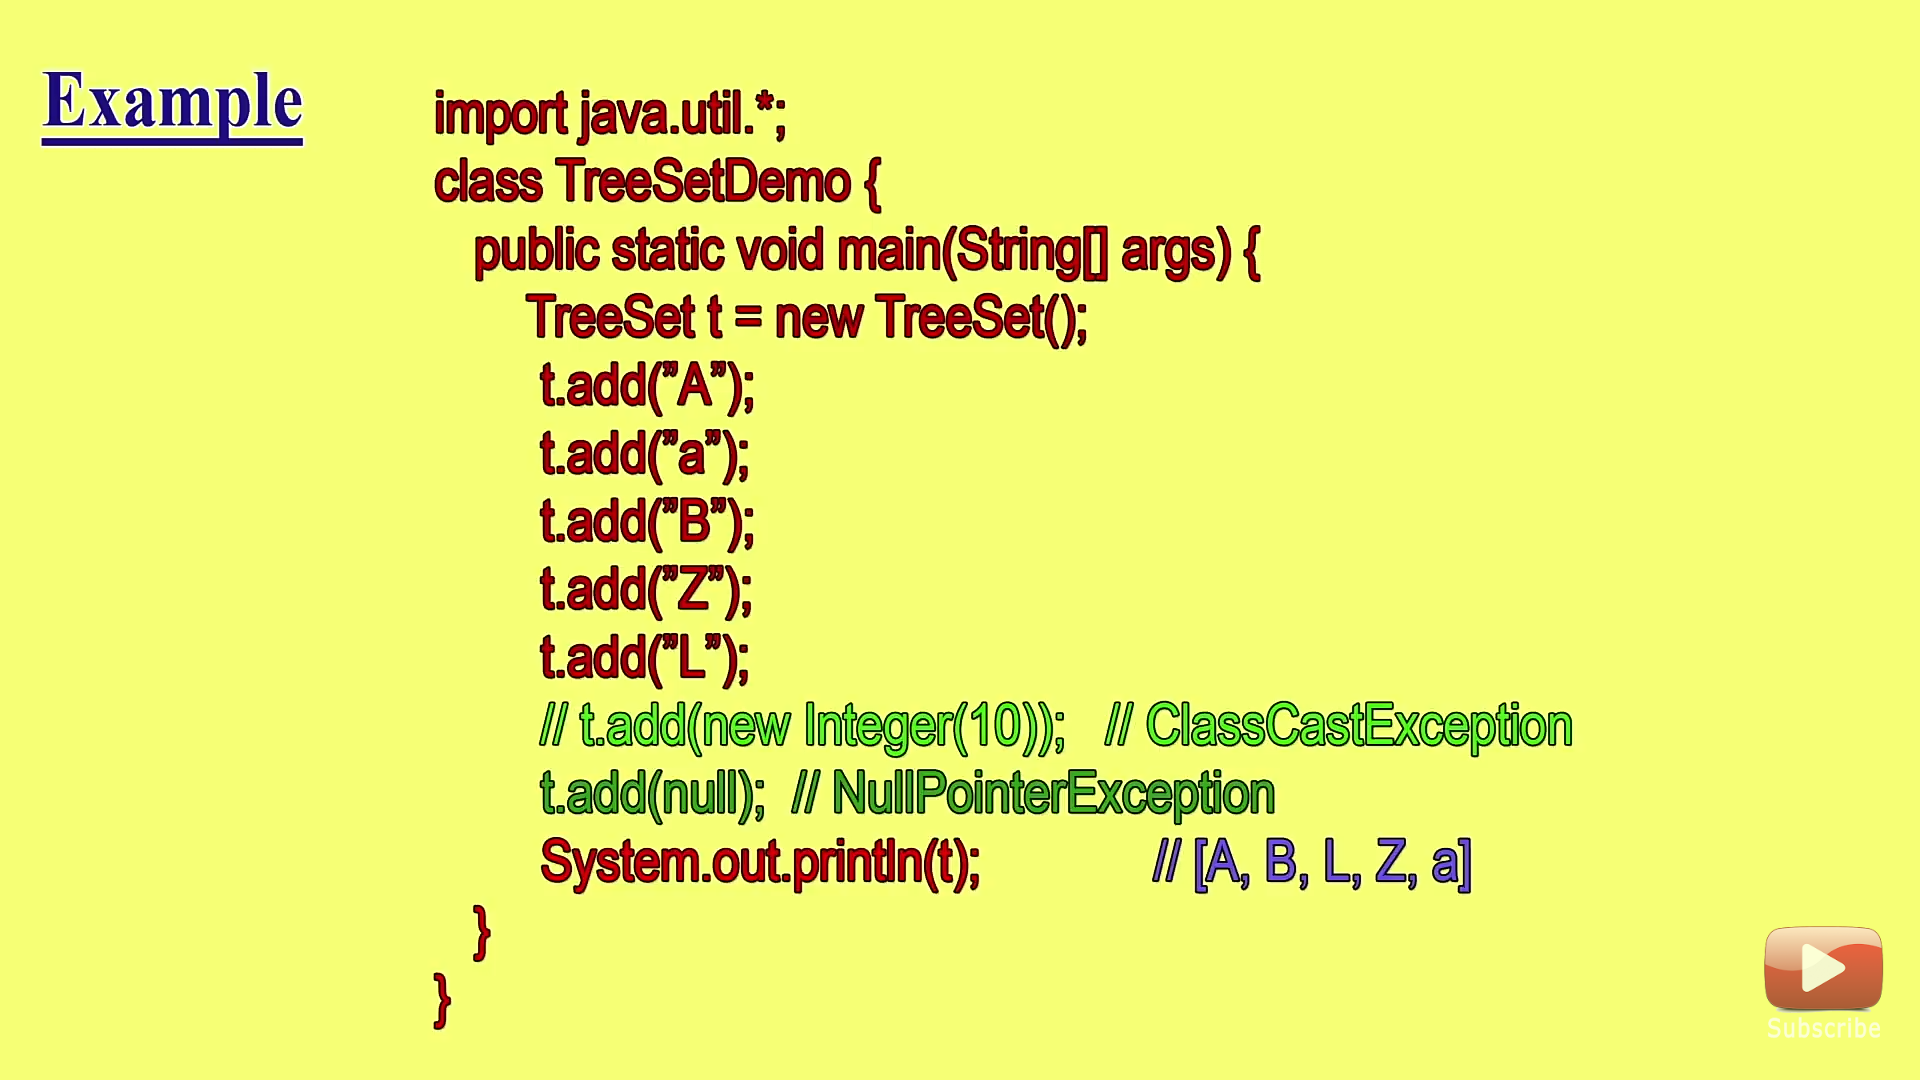 Example
import java.util.*;
class TreeSetDemo {
public static void main(String[] args) {
TreeSet t = new TreeSet();
t.add(”A”);
t.add(”a”);
t.add(”B”);
t.add(”Z”);
t.add(”L”);
// t.add(new Integer(10)); // ClassCastException
t.add(null); // NullPointerException
System.out.println(t); // [A, B, L, Z, a]
}
}
Subscribe